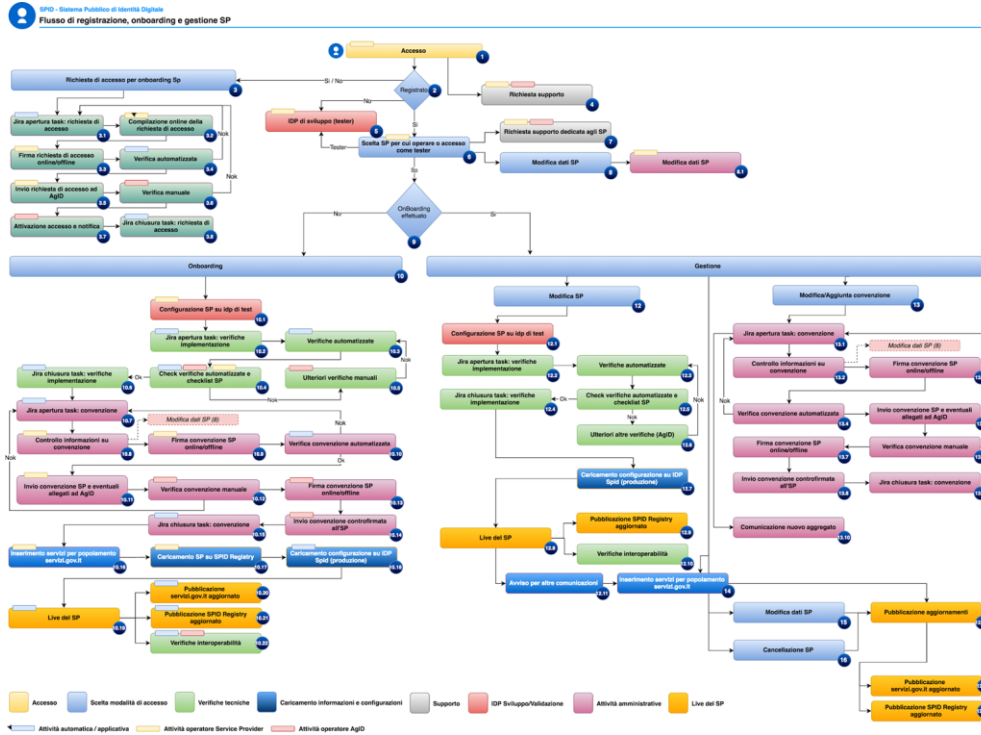 SPID - Sistema Pubblico di Identità Digitale
Flusso di registrazione, onboarding e gestione SP
Accesso
1
Richiesta di accesso per onboarding Sp
3
Si / No
Registrato
2
No
Si
Richiesta supporto
4
IDP di sviluppo (tester)
5
Tester
Scelta SP per cui operare o accesso
come tester
6
Richiesta supporto dedicata agli SP
7
Modifica dati SP
8
Modifica dati SP
8.1
Jira apertura task: richiesta di
accesso
3.1
Compilazione online della
richiesta di accesso
3.2
Nok
Firma richiesta di accesso
online/offline
3.3
Verifica automatizzata
3.4
Nok
Invio richiesta di accesso ad
AgID
3.5
Verifica manuale
3.6
Attivazione accesso e notifica
3.7
Jira chiusura task: richiesta di
accesso
3.8
OnBoarding
effettuato
9
No
Si
Onboarding
10
Configurazione SP su idp di test
10.1
Jira apertura task: verifiche
implementazione
10.2
Verifiche automatizzate
10.3
Nok
Jira chiusura task: verifiche
implementazione
10.6
Ok
Check verifiche automatizzate e
checklist SP
10.4
Ulteriori verifiche manuali
10.5
Nok
Jira apertura task: convenzione
10.7
Modifica dati SP (8)
Nok
Controllo informazioni su
convenzione
10.8
Firma convenzione SP
online/offline
10.9
Verifica convenzione automatizzata
10.10
Nok
Ok
Invio convenzione SP e eventuali
allegati ad AgID
10.11
Verifica convenzione manuale
10.12
Firma convenzione SP
online/offline
10.13
Jira chiusura task: convenzione
10.15
Invio convenzione controfirmata
all'SP
10.14
Inserimento servizi per popolamento
servizi.gov.it
10.16
Caricamento SP su SPID Registry
10.17
Caricamento configurazione su IDP
Spid (produzione)
10.18
Live del SP
10.19
Pubblicazione
servizi.gov.it aggiornato
10.20
Pubblicazione SPID Registry
aggiornato
10.21
Verifiche interoperabilità
10.22
Gestione
Modifica SP
12
Configurazione SP su idp di test
12.1
Jira apertura task: verifiche
implementazione
12.2
Verifiche automatizzate
12.3
Nok
Jira chiusura task: verifiche
implementazione
12.4
Ok
Check verifiche automatizzate e
checklist SP
12.5
Nok
Ulteriori altre verifiche (AgID)
12.6
Caricamento configurazione su IDP
Spid (produzione)
12.7
Live del SP
12.8
Pubblicazione SPID Registry
aggiornato
12.9
Verifiche interoperabilità
12.10
Avviso per altre comunicazioni
12.11
Inserimento servizi per popolamento
servizi.gov.it
14
Modifica/Aggiunta convenzione
13
Jira apertura task: convenzione
13.1
Modifica dati SP (8)
Controllo informazioni su
convenzione
13.2
Firma convenzione SP
online/offline
Nok
Verifica convenzione automatizzata
13.4
Invio convenzione SP e eventuali
allegati ad AgID
Firma convenzione SP
online/offline
13.7
Verifica convenzione manuale
Invio convenzione controfirmata
all'SP
13.8
Jira chiusura task: convenzione
Comunicazione nuovo aggregato
13.10
Modifica dati SP
15
Cancellazione SP
16
Pubblicazione aggiornamenti
Pubblicazione
servizi.gov.it aggiornato
Pubblicazione SPID Registry
aggiornato
Accesso
Scelta modalità di accesso
Verifiche tecniche
Caricamento informazioni e configurazioni
Supporto
IDP Sviluppo/Validazione
Attività amministrative
Live del SP
Attività automatica / applicativa
Attività operatore Service Provider
Attività operatore AgID